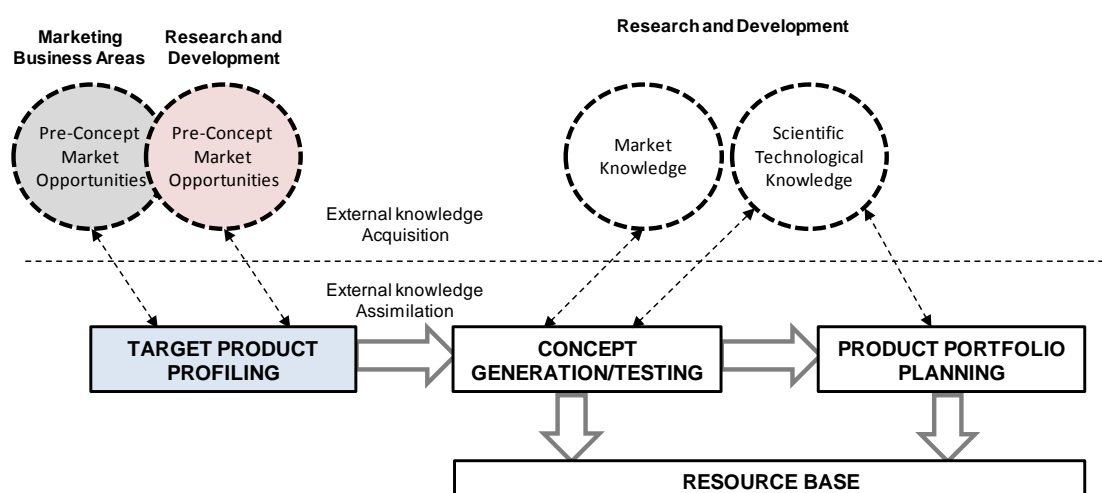 Marketing
Business Areas
Research and
Development
Research and Development
Pre-Concept
Market
Opportunities
Pre-Concept
Market
Opportunities
Market
Knowledge
Scientific
Technological
Knowledge
External knowledge
Acquisition
External knowledge
Assimilation
TARGET PRODUCT
PROFILING
CONCEPT
GENERATION/TESTING
PRODUCT PORTFOLIO
PLANNING
RESOURCE BASE